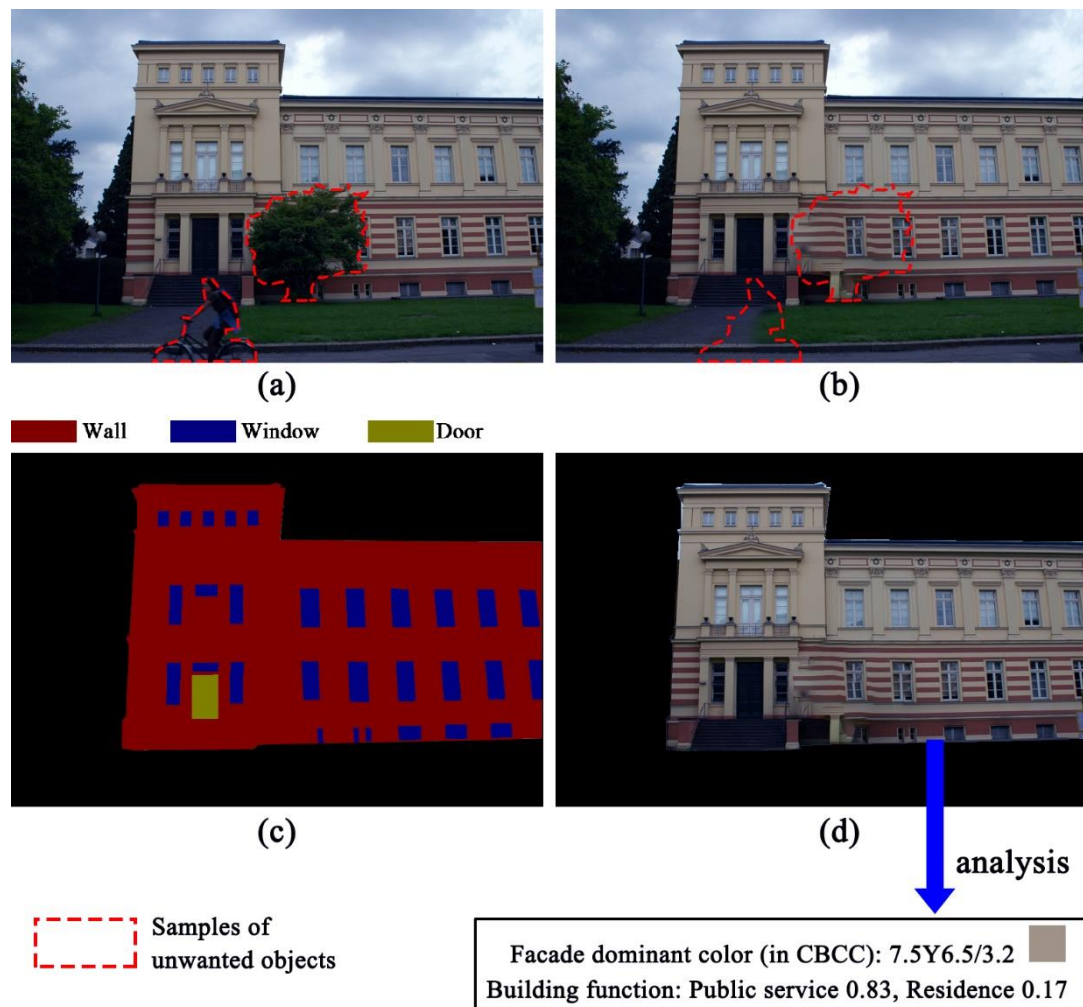 (a)
(b)
Wall
Window
Door
(c)
(d)
analysis
Samples of
unwanted objects
Facade dominant color (in CBCC): 7.5Y6.5/3.2
Building function: Public service 0.83, Residence 0.17